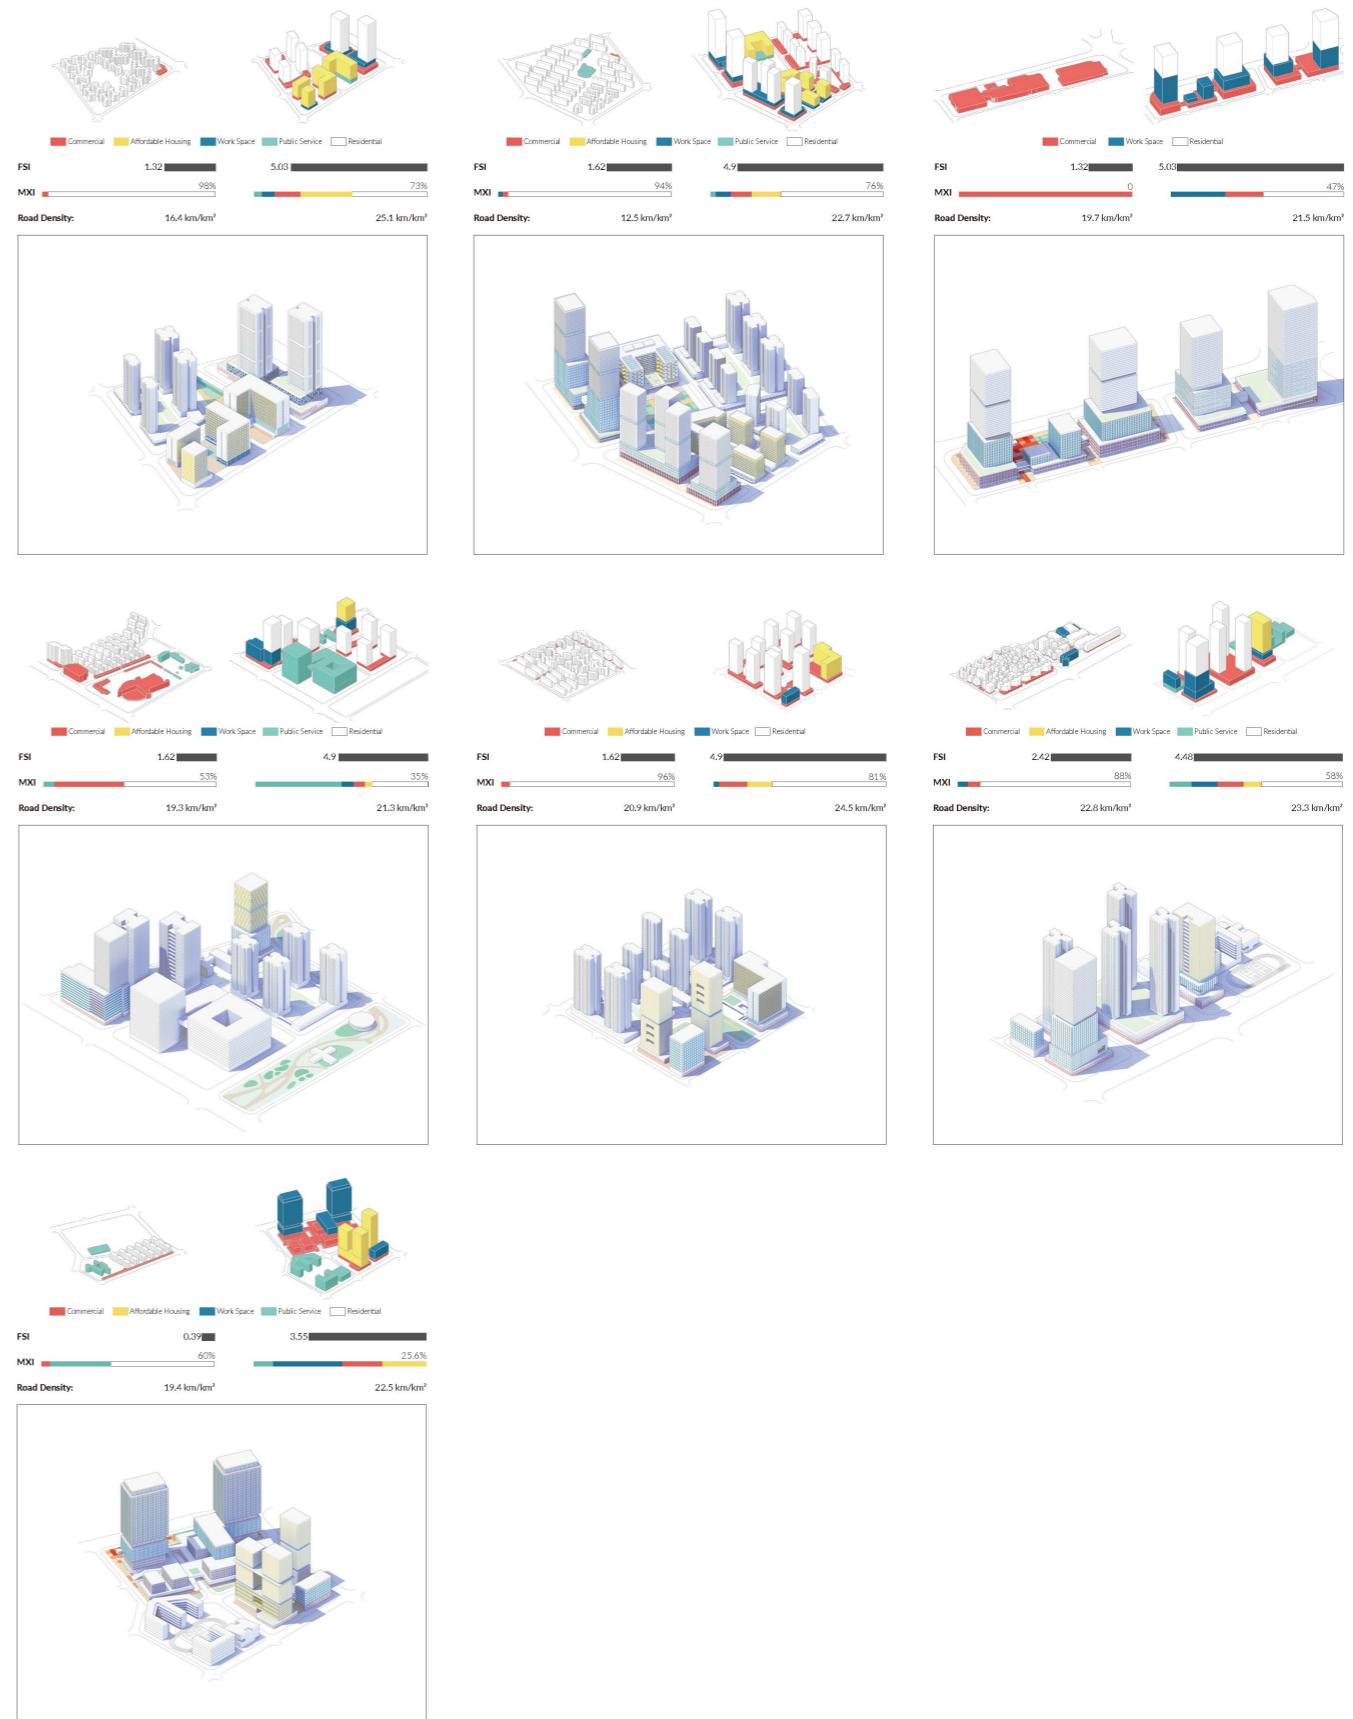 Commercial Affordable Housing Work Space Public Service Residential
FSI 1.32 5.03
MXI 98% 73%
Road Density: 16.4 km/km² 25.1 km/km²
Commercial Affordable Housing Work Space Public Service Residential
FSI 1.62 4.9
MXI 94% 76%
Road Density: 12.5 km/km² 22.7 km/km²
Commercial Work Space Residential
FSI 1.32 5.03
MXI 0 47%
Road Density: 19.7 km/km² 21.5 km/km²
Commercial Affordable Housing Work Space Public Service Residential
FSI 1.62 4.9
MXI 53% 35%
Road Density: 19.3 km/km² 21.3 km/km²
Commercial Affordable Housing Work Space Residential
FSI 1.62 4.9
MXI 96% 81%
Road Density: 20.9 km/km² 24.5 km/km²
Commercial Affordable Housing Work Space Public Service Residential
FSI 2.42 4.48
MXI 88% 58%
Road Density: 22.8 km/km² 23.3 km/km²
Commercial Affordable Housing Work Space Public Service Residential
FSI 0.39 3.55
MXI 60% 25.6%
Road Density: 19.4 km/km² 22.5 km/km²